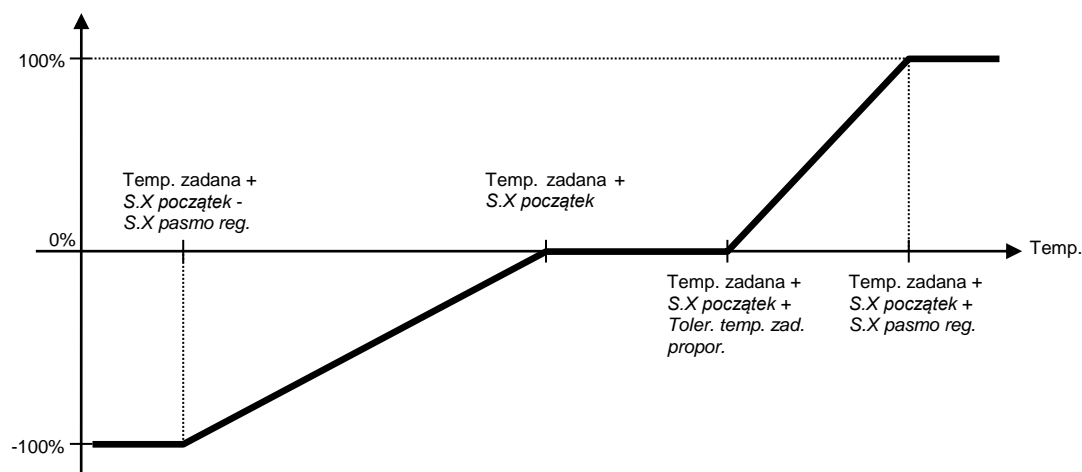 100%
Temp. zadana +
S.X początek -
S.X pasmo reg.
Temp. zadana +
S.X początek
0%
Temp.
Temp. zadana +
S.X początek +
Toler. temp. zad.
propor.
Temp. zadana +
S.X początek +
S.X pasmo reg.
-100%